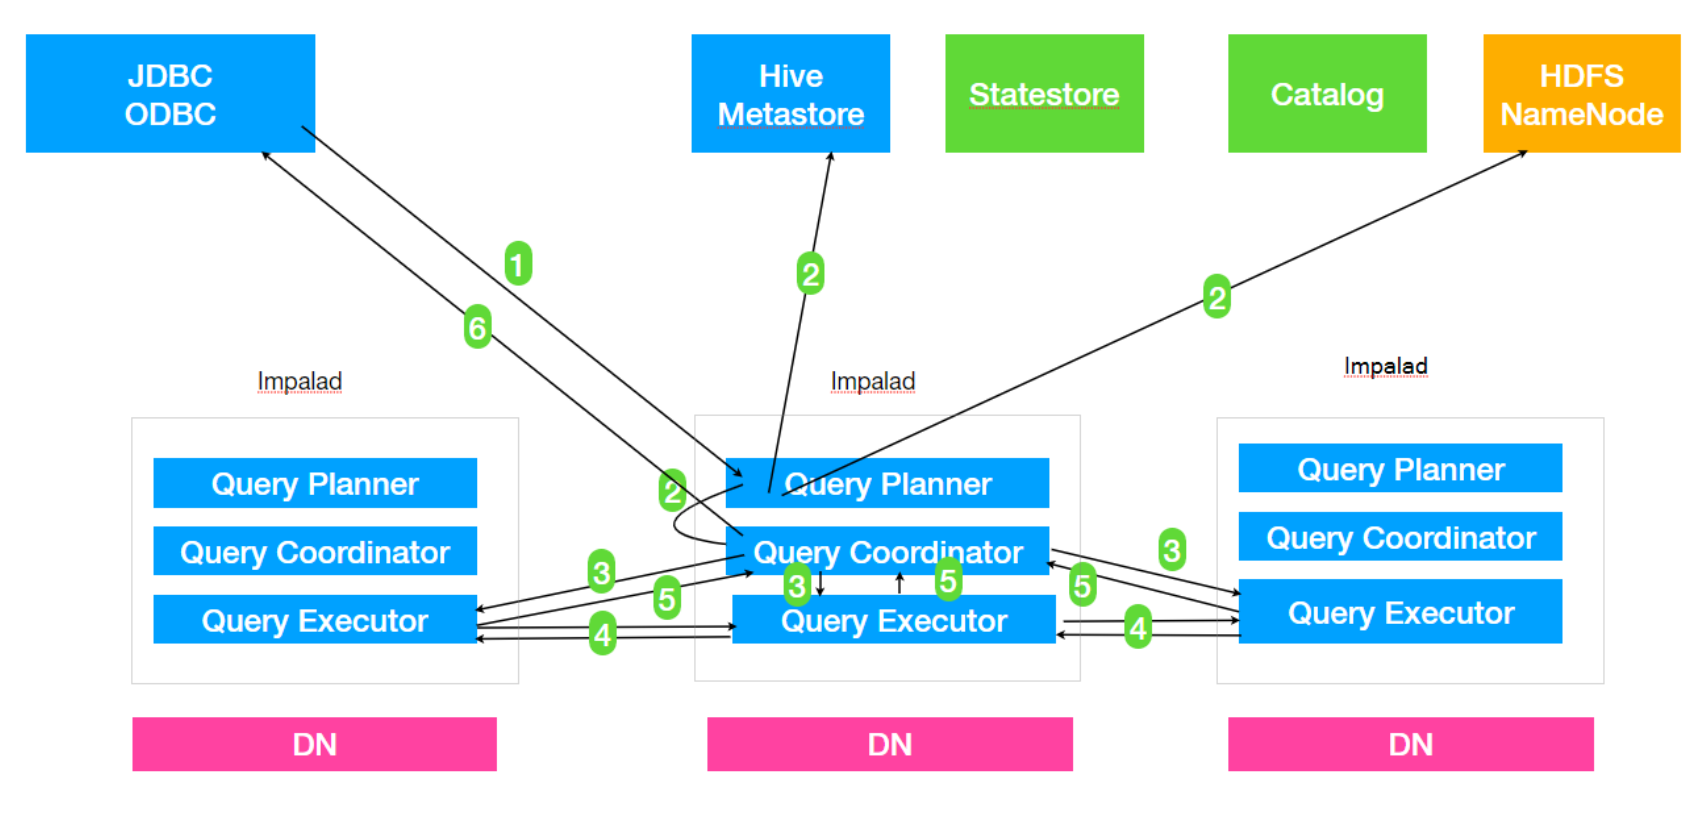 JDBC
ODBC
Hive
Metastore
Statestore
Catalog
HDFS
NameNode
1
2
2
6
Impalad
Impalad
Impalad
Query Planner
2
Query Planner
Query Planner
Query Coordinator
Query Coordinator
Query Coordinator
3
5
3
5
5
3
Query Executor
Query Executor
Query Executor
4
4
DN
DN
DN